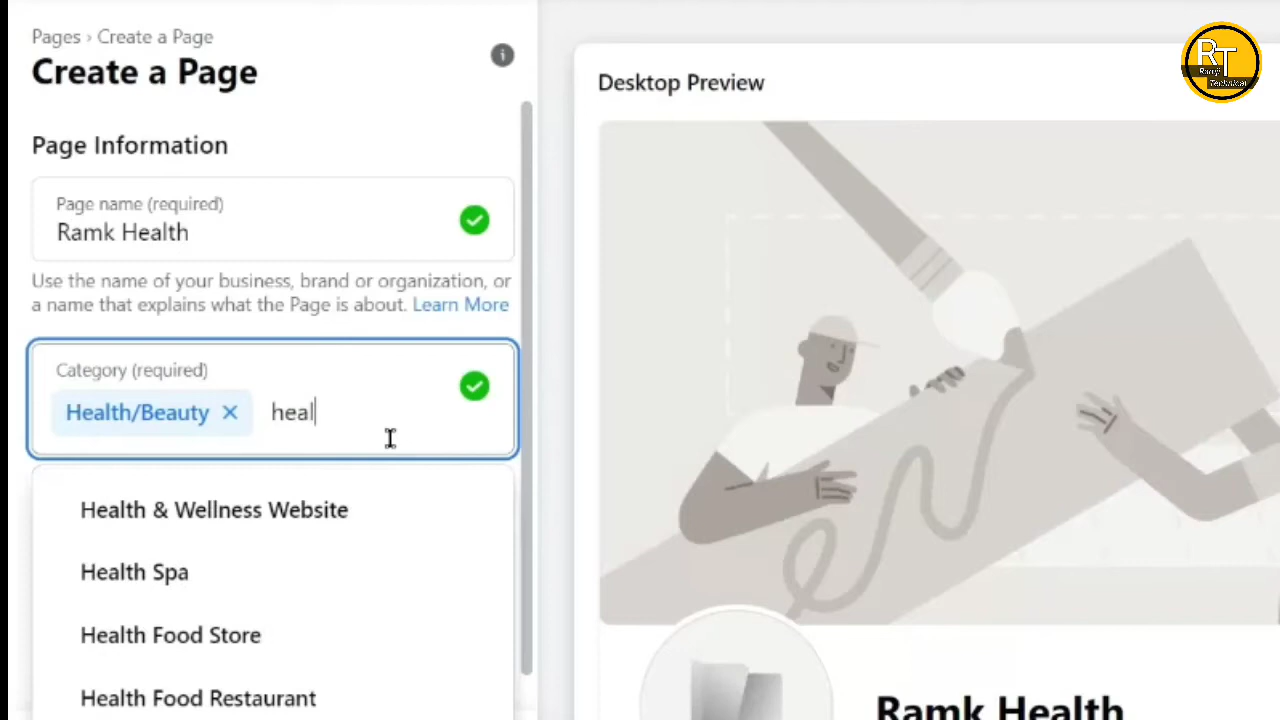 Pages › Create a Page
Create a Page
Page Information
Page name (required)
Ramk Health
Use the name of your business, brand or organization, or
a name that explains what the Page is about. Learn More
Category (required)
Health/Beauty × heal
Health & Wellness Website
Health Spa
Health Food Store
Health Food Restaurant
Desktop Preview
Ramk Health
RT
Ramji
Technical